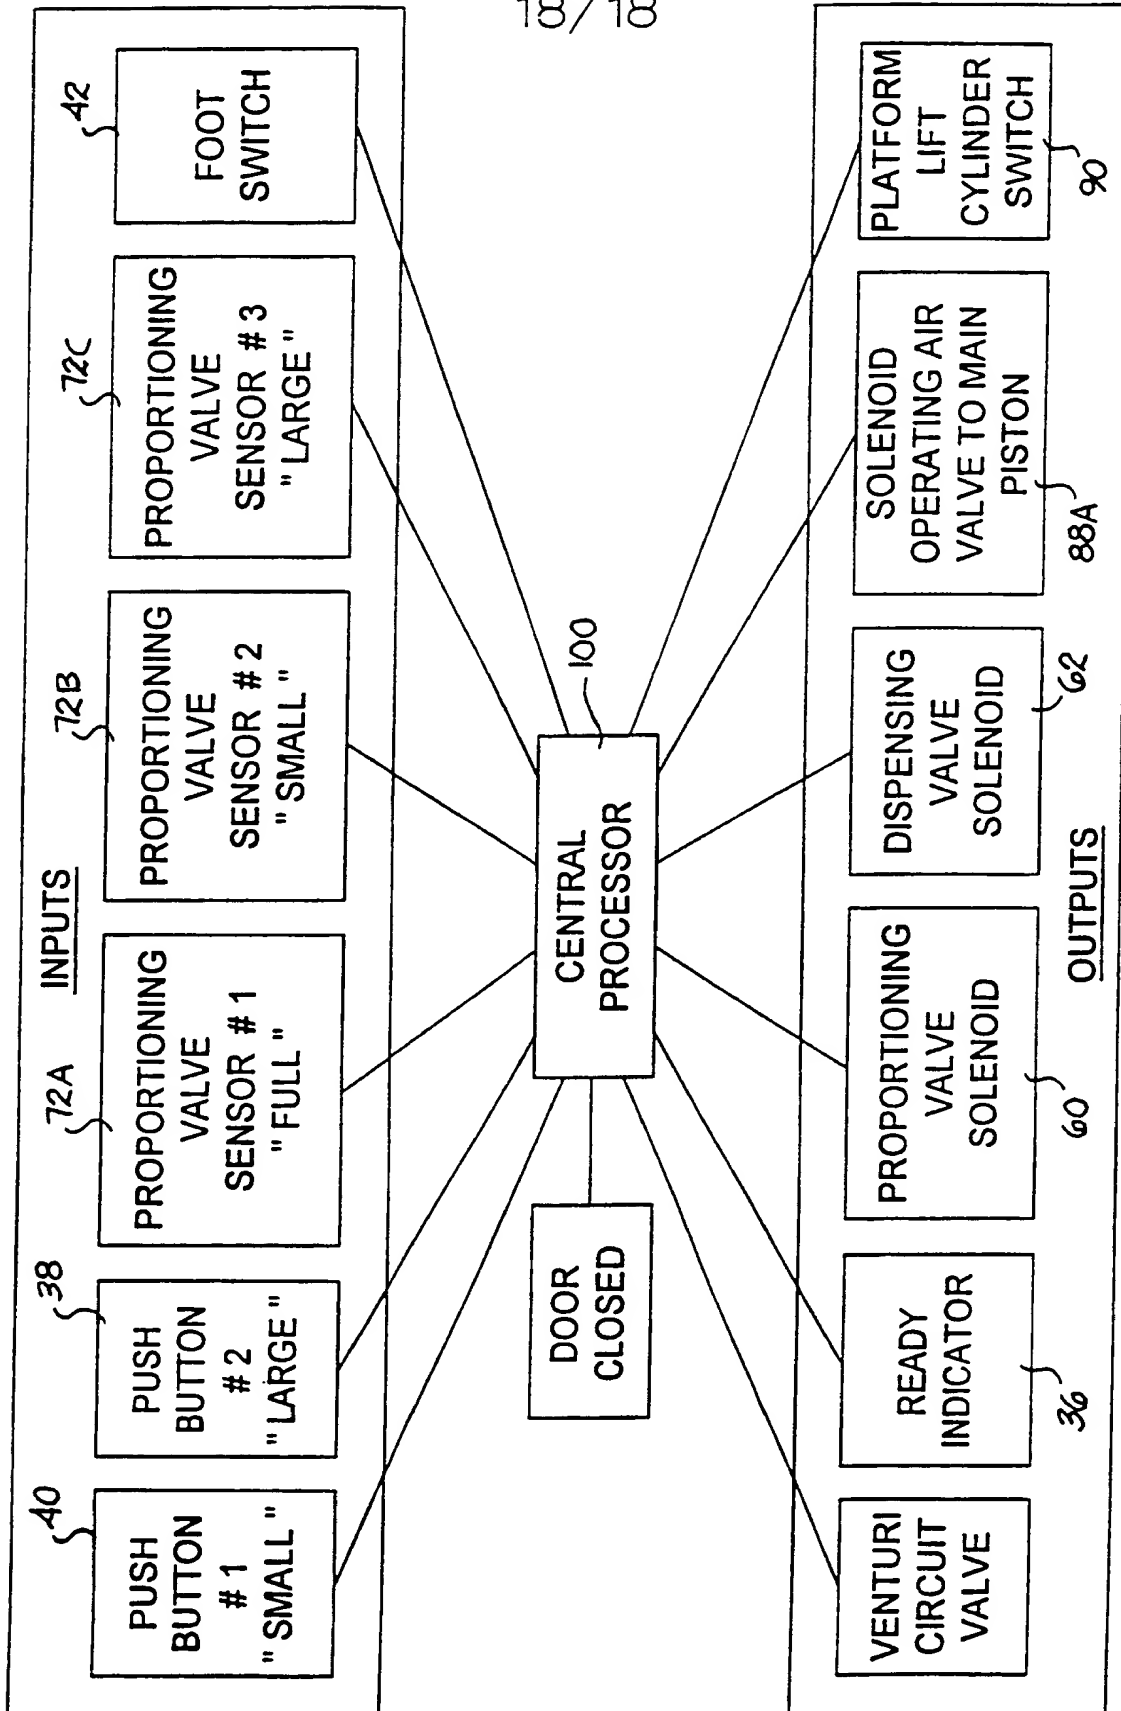 18/18
INPUTS
40
PUSH
BUTTON
#1
"SMALL"
38
PUSH
BUTTON
#2
"LARGE"
72A
PROPORTIONING
VALVE
SENSOR #1
"FULL"
72B
PROPORTIONING
VALVE
SENSOR #2
"SMALL"
72C
PROPORTIONING
VALVE
SENSOR #3
"LARGE"
42
FOOT
SWITCH
DOOR
CLOSED
CENTRAL
PROCESSOR
100
VENTURI
CIRCUIT
VALVE
READY
INDICATOR
36
PROPORTIONING
VALVE
SOLENOID
60
DISPENSING
VALVE
SOLENOID
62
SOLENOID
OPERATING AIR
VALVE TO MAIN
PISTON
88A
PLATFORM
LIFT
CYLINDER
SWITCH
90
OUTPUTS